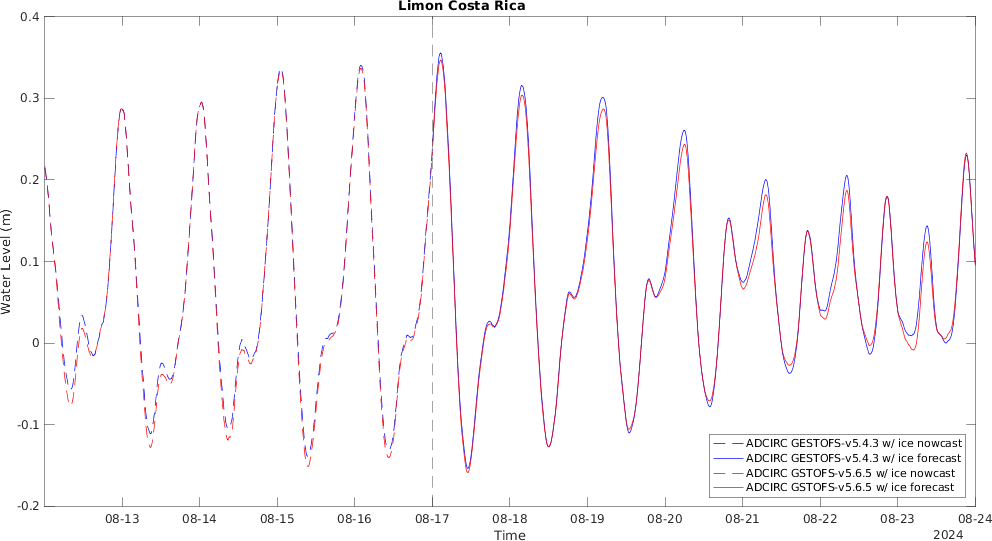 Limon Costa Rica
0.4
0.3
0.2
0.1
0
-0.1
-0.2
Water Level (m)
ADCIRC GESTOFS-v5.4.3 w/ ice nowcast
ADCIRC GESTOFS-v5.4.3 w/ ice forecast
ADCIRC GSTOFS-v5.6.5 w/ ice nowcast
ADCIRC GSTOFS-v5.6.5 w/ ice forecast
08-13 08-14 08-15 08-16 08-17 08-18 08-19 08-20 08-21 08-22 08-23 08-24
Time
2024